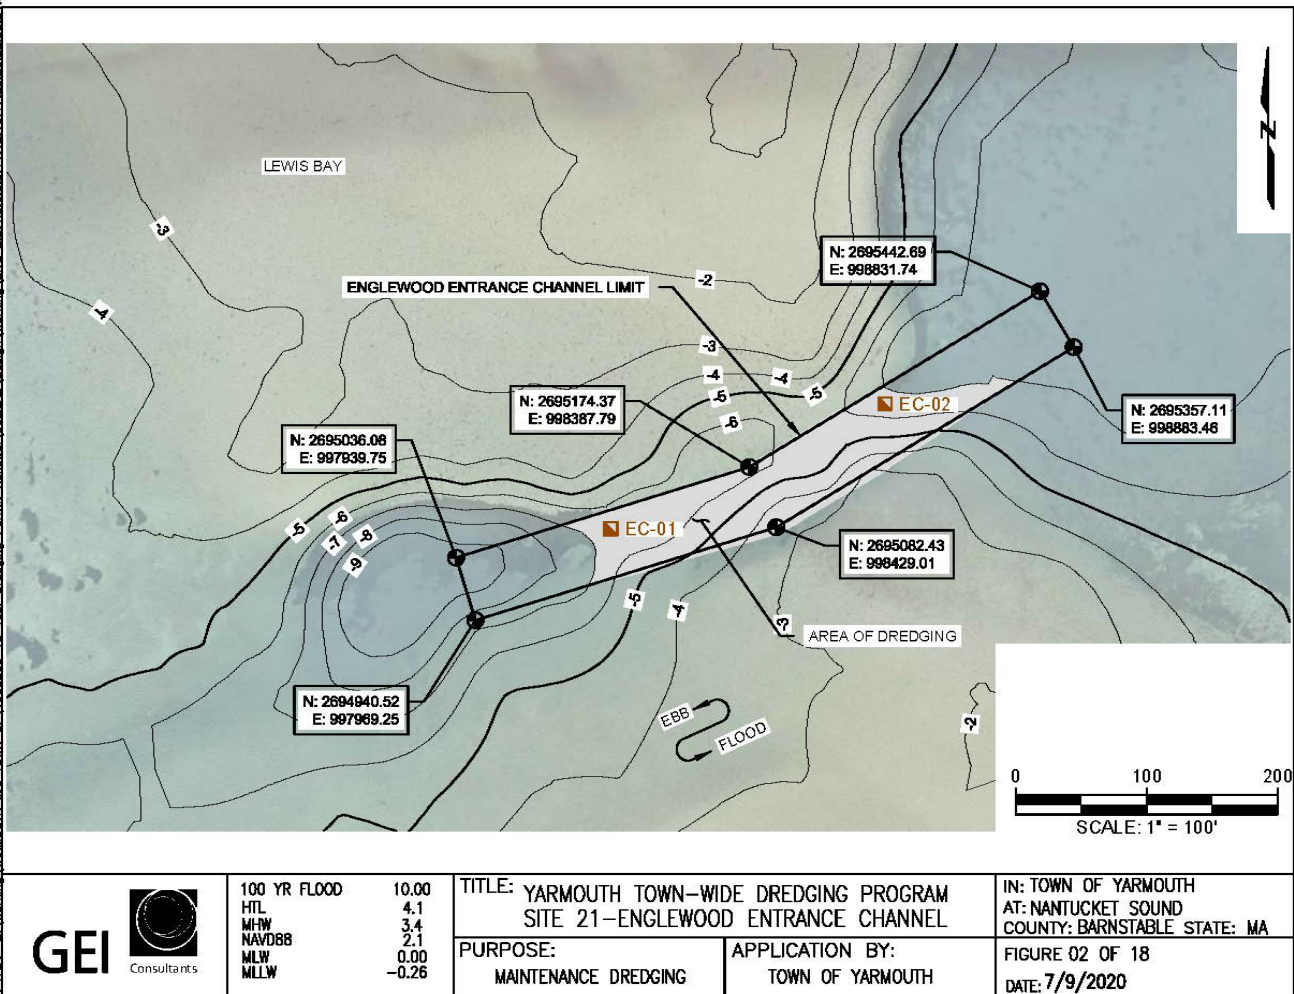 LEWIS BAY
-3
-4
-2
ENGLEWOOD ENTRANCE CHANNEL LIMIT
N: 2695442.69
E: 998831.74
N
-3
-4
-4
-5
-5
-6
N: 2695174.37
E: 998387.79
EC-02
N: 2695357.11
E: 998883.46
N: 2695036.08
E: 997939.75
-5
-6
-7
-8
-9
EC-01
N: 2695082.43
E: 998429.01
-5
-4
-3
AREA OF DREDGING
N: 2694940.52
E: 997969.25
EBB
FLOOD
-2
0 100 200
SCALE: 1" = 100'
GEI
Consultants
100 YR FLOOD 10.00
HTL 4.1
MHW 3.4
NAVD88 2.1
MLW 0.00
MLLW -0.26
TITLE: YARMOUTH TOWN-WIDE DREDGING PROGRAM
SITE 21-ENGLEWOOD ENTRANCE CHANNEL
PURPOSE:
MAINTENANCE DREDGING
APPLICATION BY:
TOWN OF YARMOUTH
IN: TOWN OF YARMOUTH
AT: NANTUCKET SOUND
COUNTY: BARNSTABLE STATE: MA
FIGURE 02 OF 18
DATE: 7/9/2020